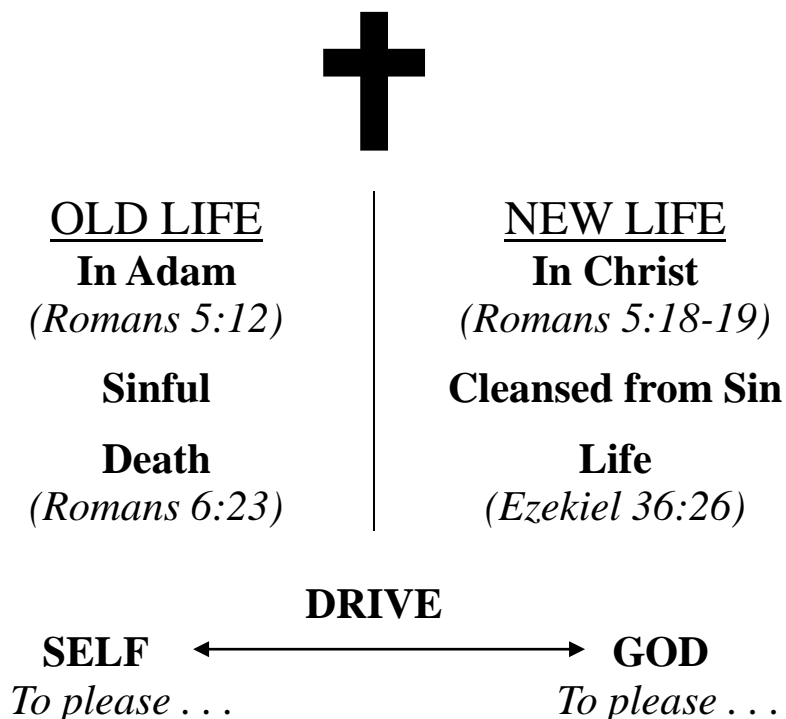 OLD LIFE
In Adam
(Romans 5:12)
Sinful
Death
(Romans 6:23)
NEW LIFE
In Christ
(Romans 5:18-19)
Cleansed from Sin
Life
(Ezekiel 36:26)
DRIVE
SELF
To please . . .
GOD
To please . . .